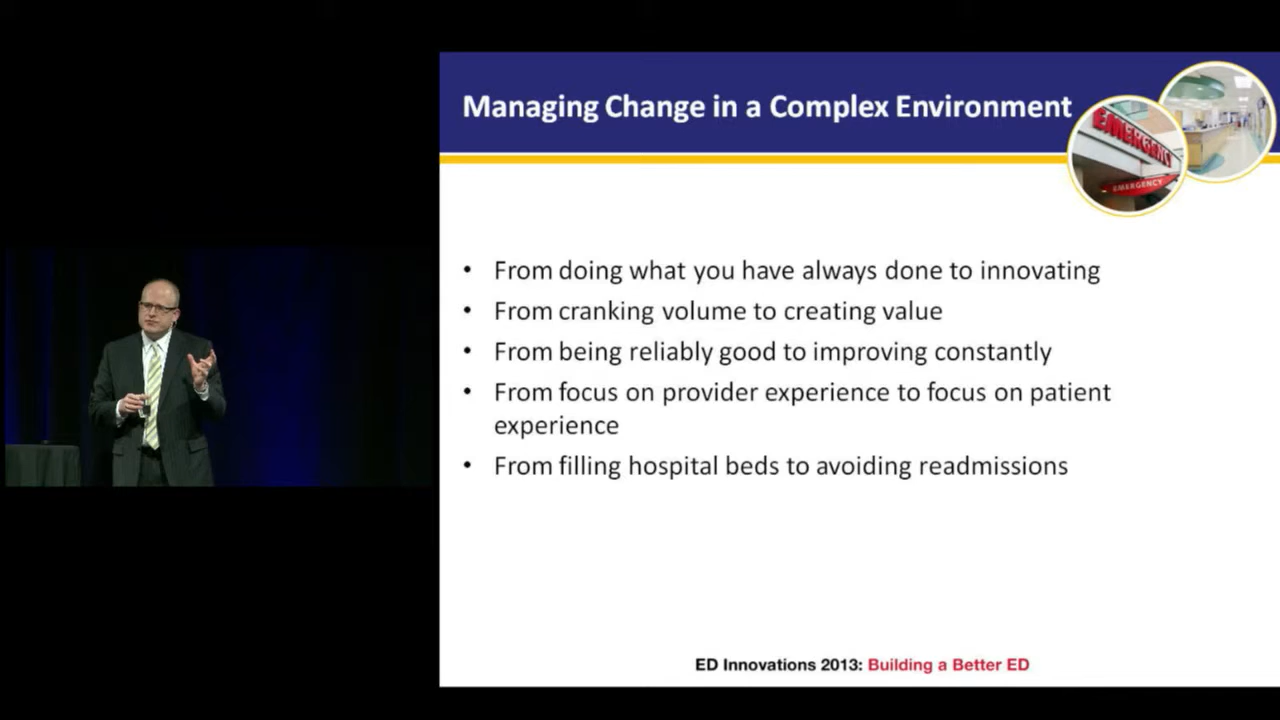 Managing Change in a Complex Environment
EMERGENCY
EMERGENCY
• From doing what you have always done to innovating
• From cranking volume to creating value
• From being reliably good to improving constantly
• From focus on provider experience to focus on patient
experience
• From filling hospital beds to avoiding readmissions
ED Innovations 2013: Building a Better ED